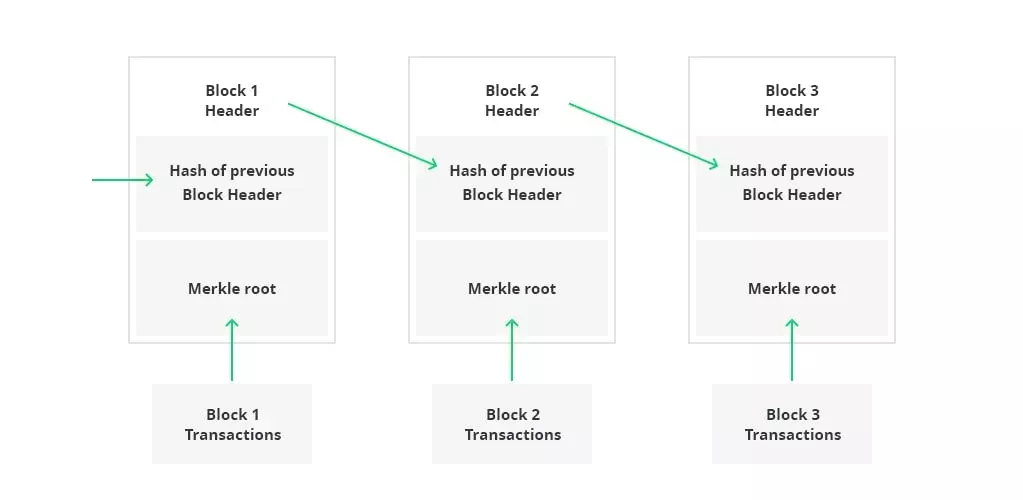 Block 1
Header
Hash of previous
Block Header
Merkle root
Block 1
Transactions
Block 2
Header
Hash of previous
Block Header
Merkle root
Block 2
Transactions
Block 3
Header
Hash of previous
Block Header
Merkle root
Block 3
Transactions